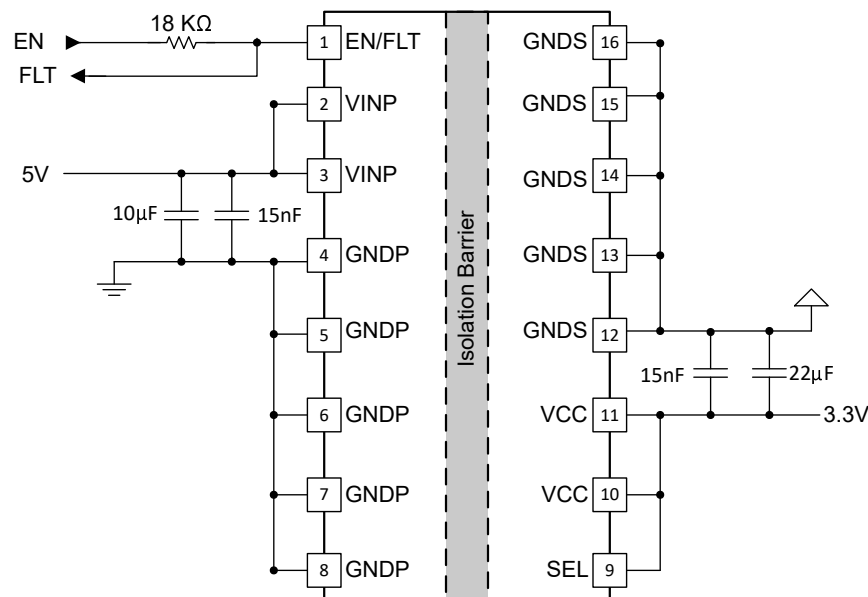 18 KΩ
EN
FLT
1 EN/FLT
2 VINP
5V
3 VINP
10µF
15nF
4 GNDP
5 GNDP
6 GNDP
7 GNDP
8 GNDP
Isolation Barrier
GNDS 16
GNDS 15
GNDS 14
GNDS 13
GNDS 12
15nF
22µF
VCC 11
3.3V
VCC 10
SEL 9